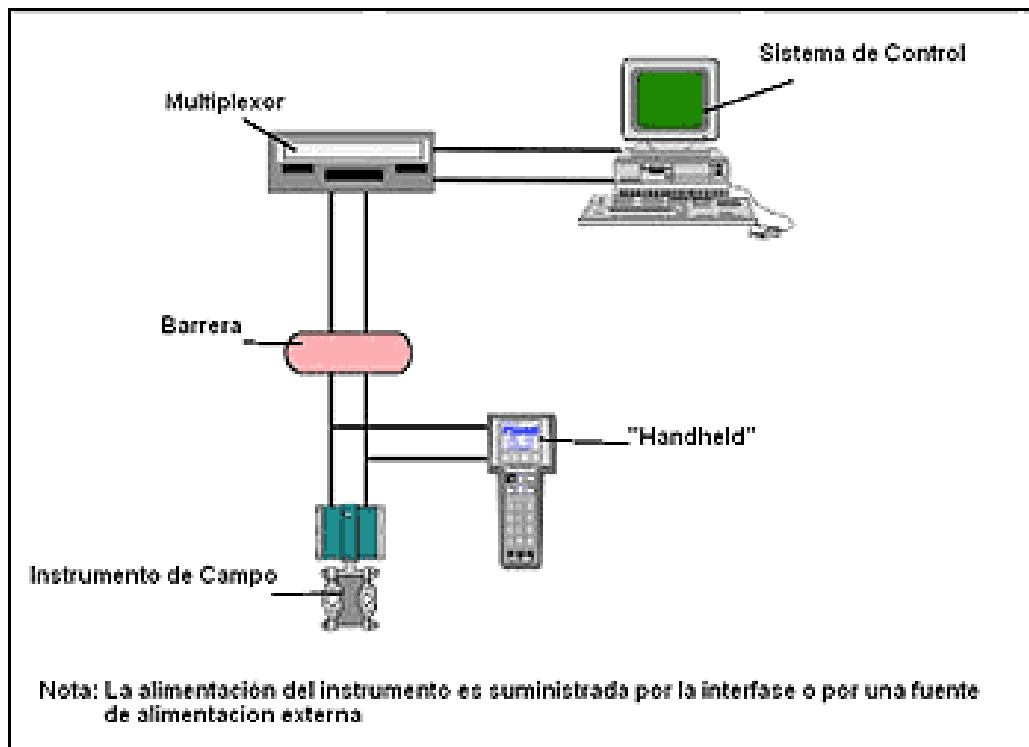 Sistema de Control
Multiplexor
Barrera
"Handheld"
Instrumento de Campo
Nota: La alimentación del instrumento es suministrada por la interfase o por una fuente
de alimentacion externa